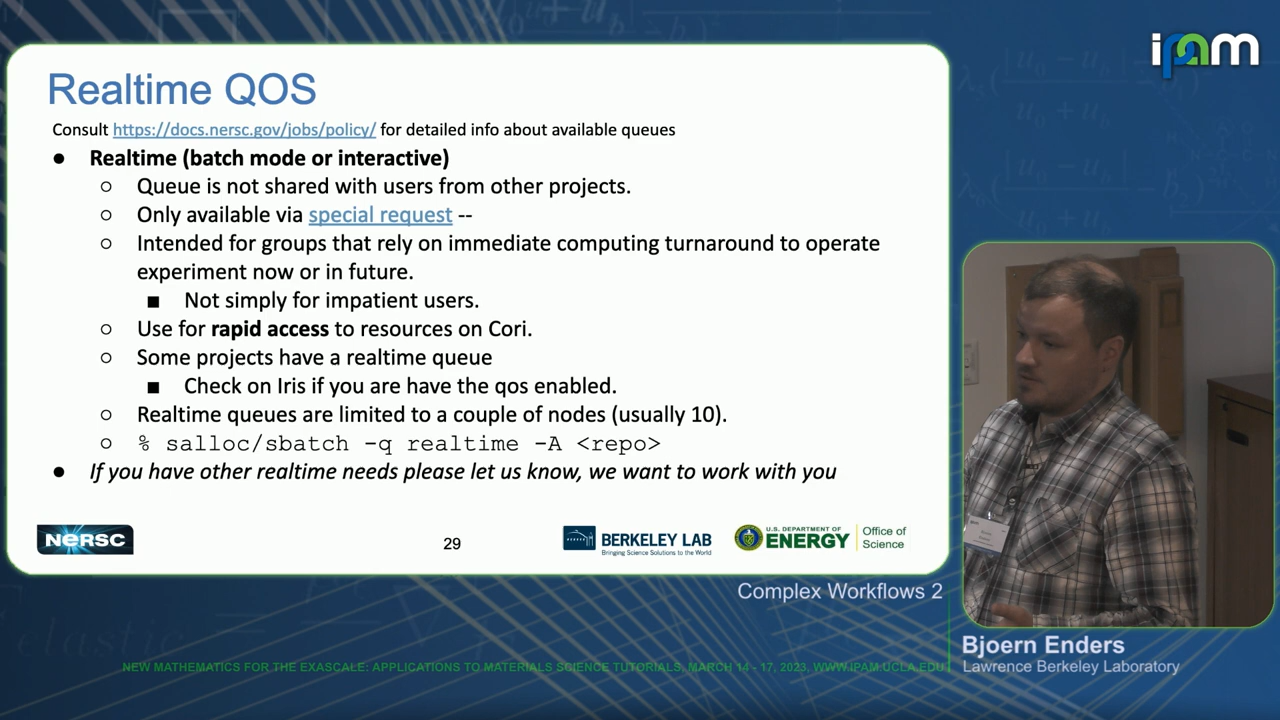 ipam
Realtime QOS
Consult https://docs.nersc.gov/jobs/policy/ for detailed info about available queues
● Realtime (batch mode or interactive)
○ Queue is not shared with users from other projects.
○ Only available via special request --
○ Intended for groups that rely on immediate computing turnaround to operate
experiment now or in future.
■ Not simply for impatient users.
○ Use for rapid access to resources on Cori.
○ Some projects have a realtime queue
■ Check on Iris if you are have the qos enabled.
○ Realtime queues are limited to a couple of nodes (usually 10).
○ % salloc/sbatch -q realtime -A <repo>
● If you have other realtime needs please let us know, we want to work with you
NERSC
29
BERKELEY LAB
Bringing Science Solutions to the World
U.S. DEPARTMENT OF
ENERGY
Office of
Science
Complex Workflows 2
Bjoern Enders
Lawrence Berkeley Laboratory
elastic
NEW MATHEMATICS FOR THE EXASCALE: APPLICATIONS TO MATERIALS SCIENCE TUTORIALS, MARCH 14 - 17, 2023, WWW.IPAM.UCLA.EDU